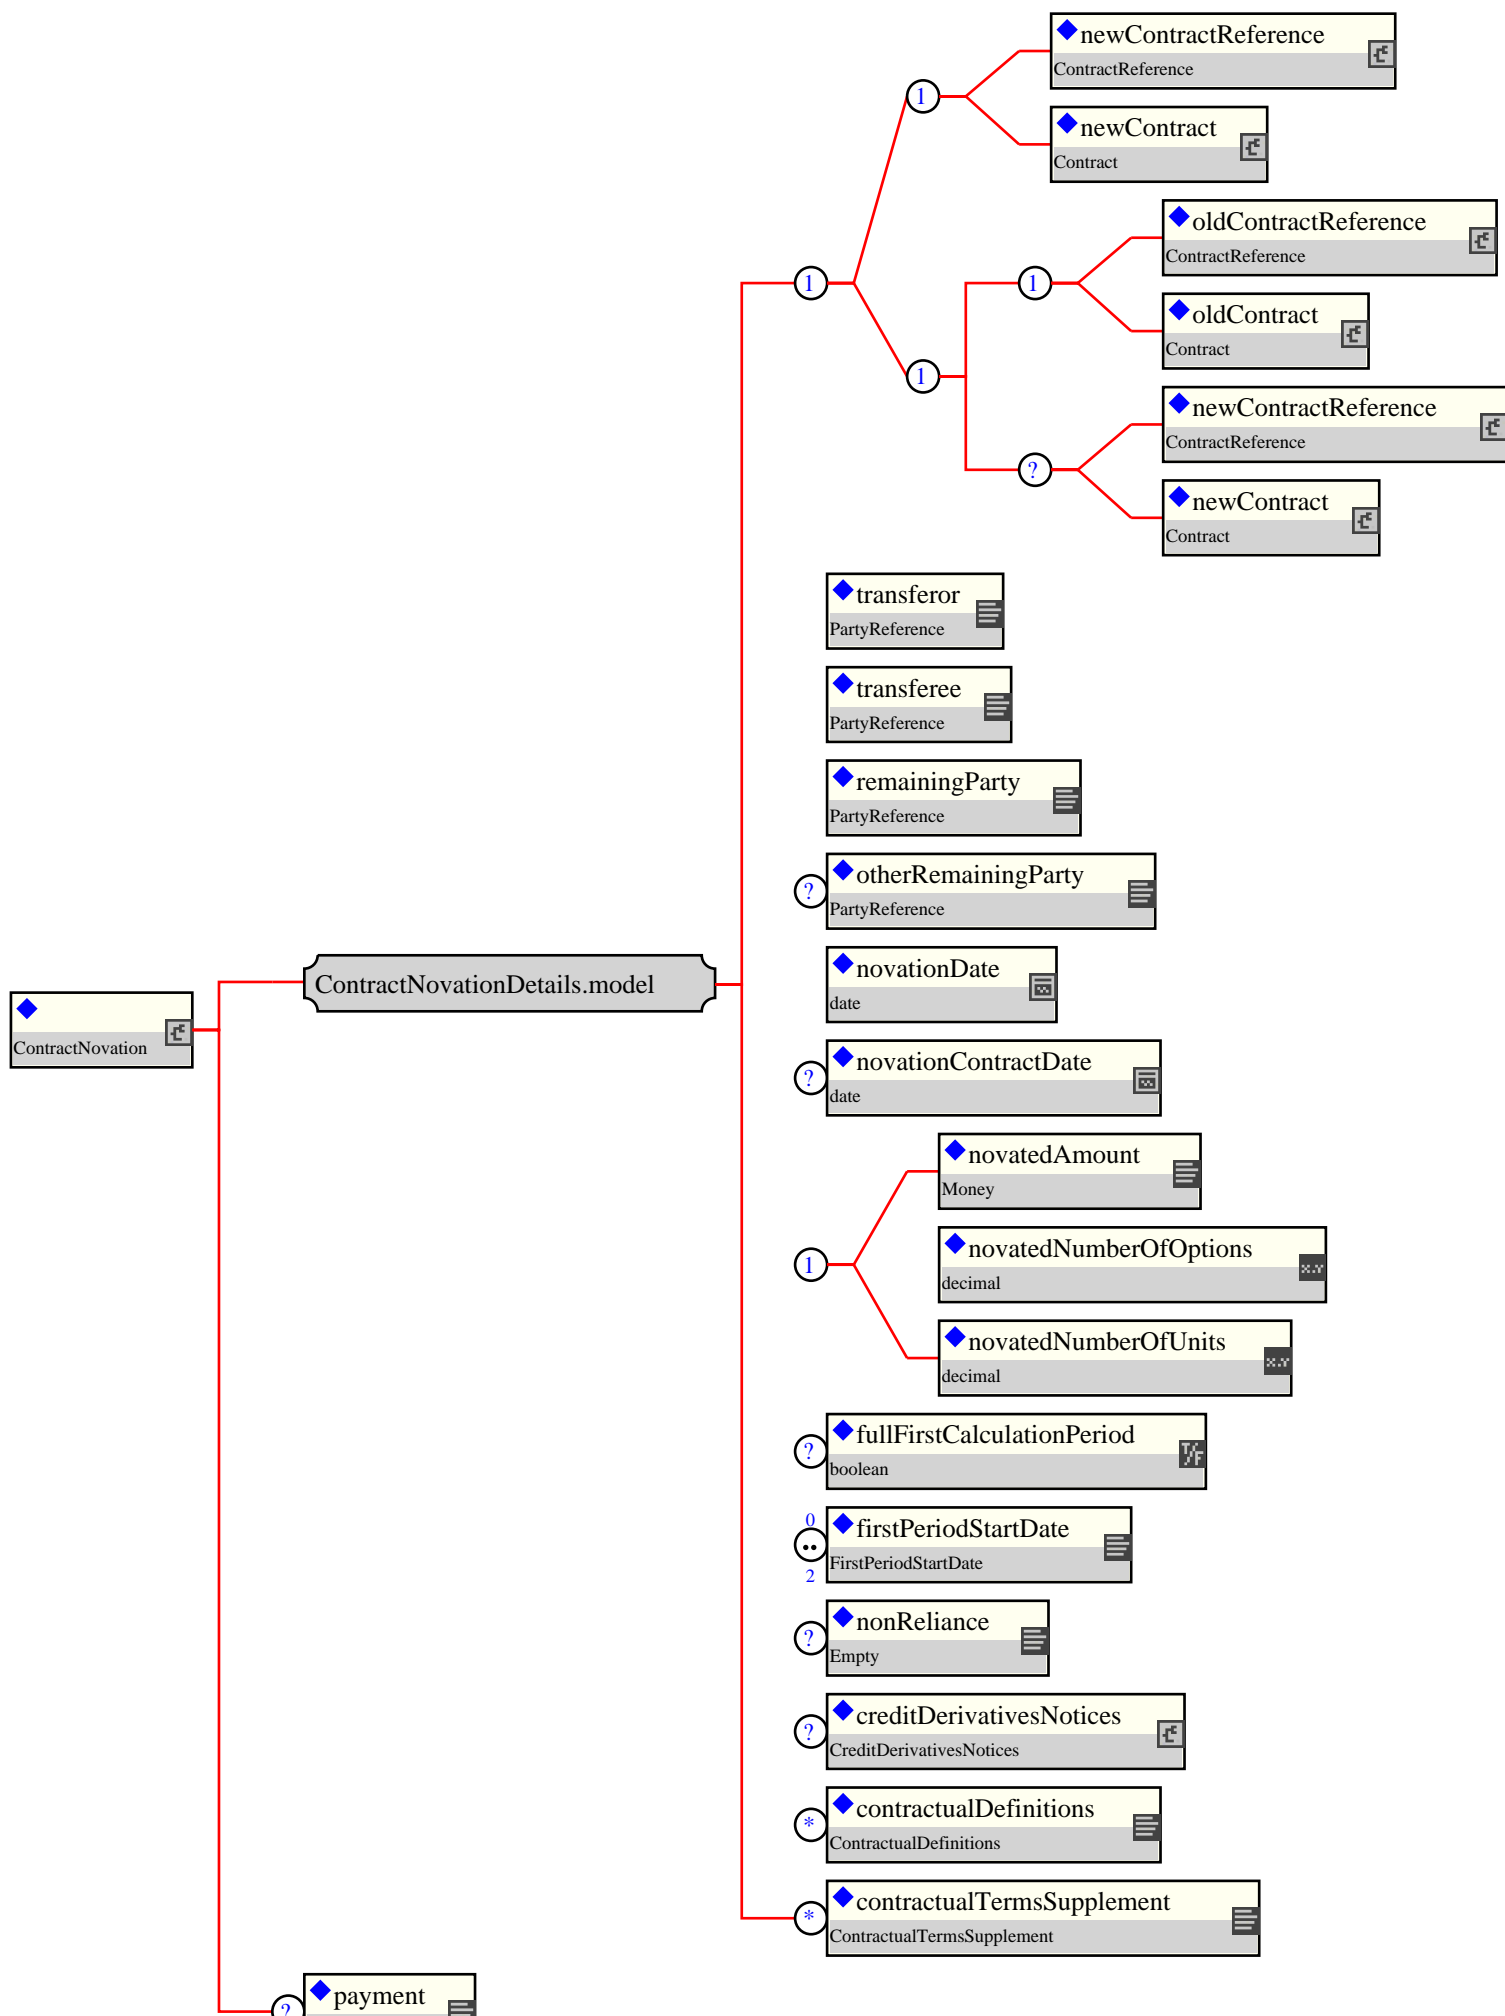 newContractReference
ContractReference
1
newContract
Contract
oldContractReference
ContractReference
1
1
oldContract
Contract
1
newContractReference
ContractReference
?
newContract
Contract
transferor
PartyReference
transferee
PartyReference
remainingParty
PartyReference
? otherRemainingParty
PartyReference
ContractNovationDetails.model
novationDate
date
ContractNovation
? novationContractDate
date
novatedAmount
Money
1
novatedNumberOfOptions
decimal
x.y
novatedNumberOfUnits
decimal
x.y
? fullFirstCalculationPeriod
boolean
T/F
0
firstPeriodStartDate
..
FirstPeriodStartDate
2
? nonReliance
Empty
? creditDerivativesNotices
CreditDerivativesNotices
* contractualDefinitions
ContractualDefinitions
* contractualTermsSupplement
ContractualTermsSupplement
? payment